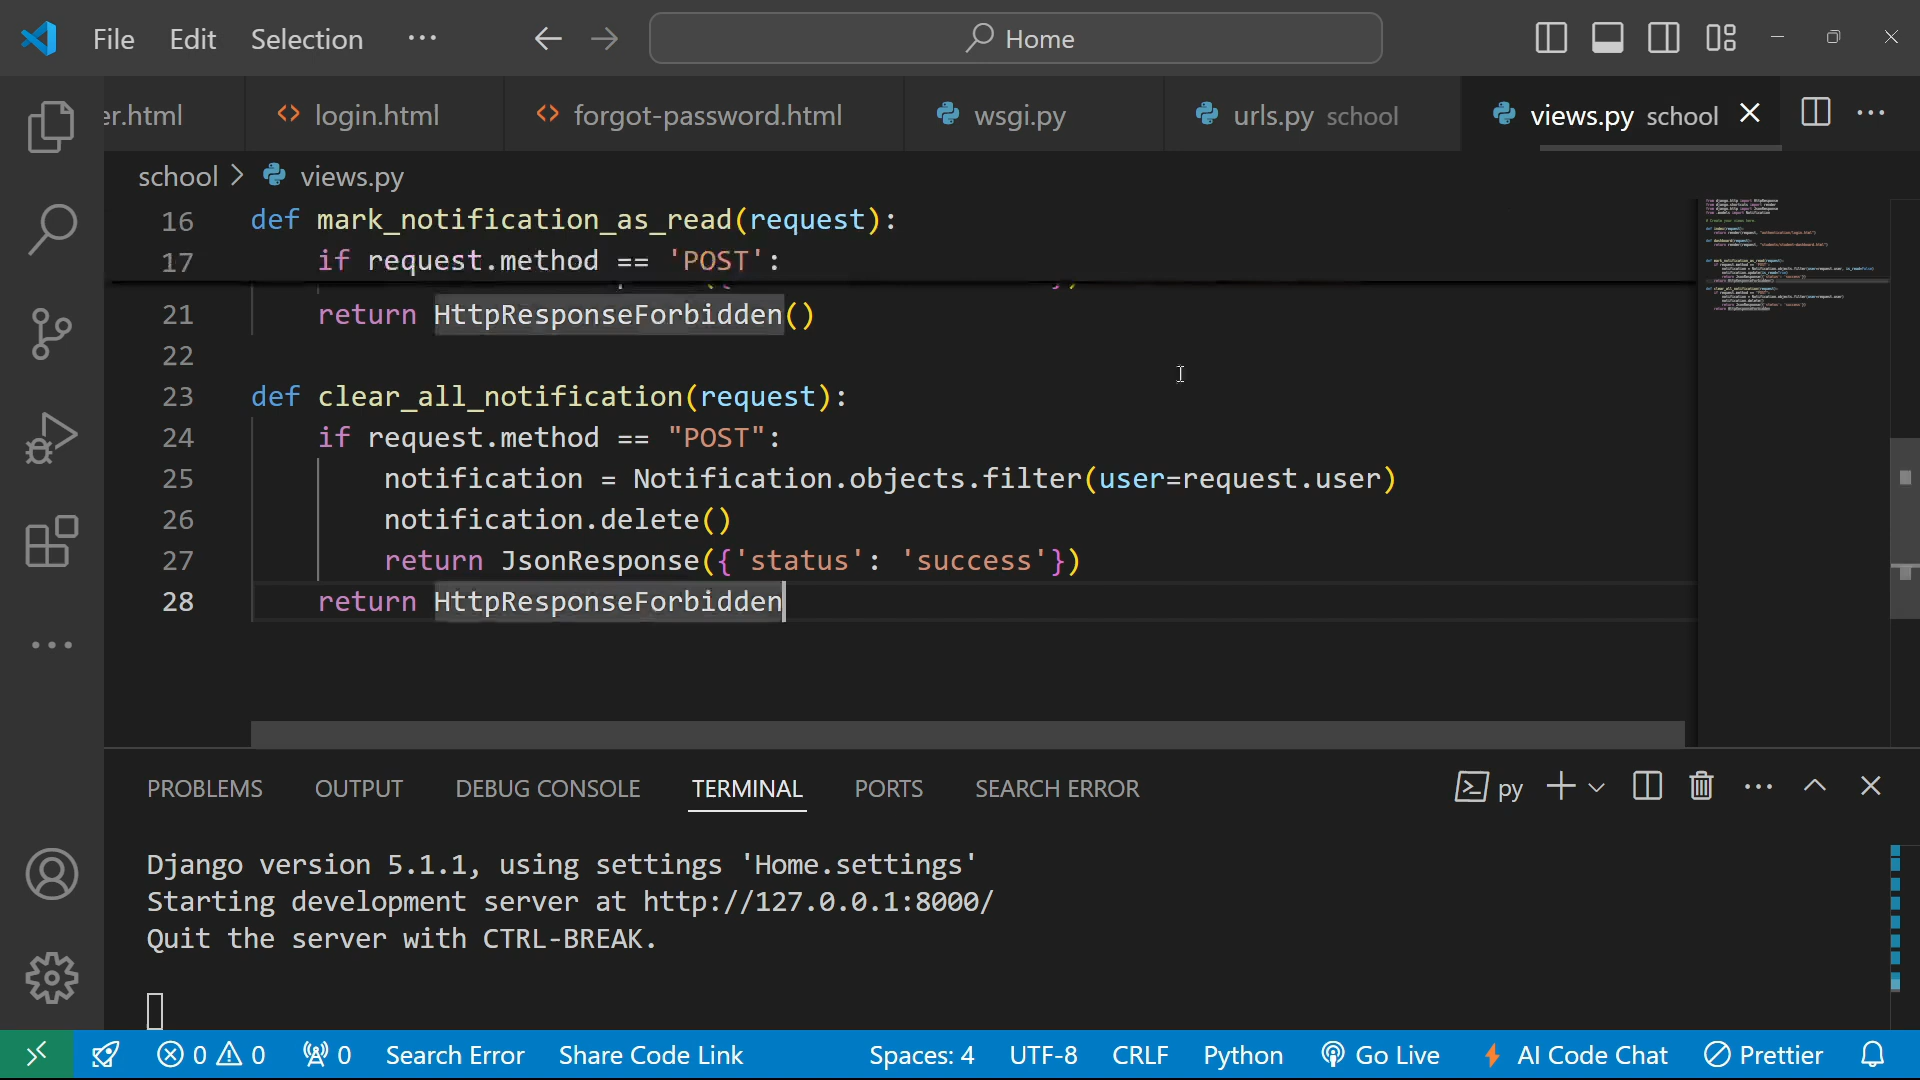 File Edit Selection ··· Home
er.html login.html forgot-password.html wsgi.py urls.py school views.py school
school > views.py
16 def mark_notification_as_read(request):
17 if request.method == 'POST':
21 return HttpResponseForbidden()
22
23 def clear_all_notification(request):
24 if request.method == "POST":
25 notification = Notification.objects.filter(user=request.user)
26 notification.delete()
27 return JsonResponse({'status': 'success'})
28 return HttpResponseForbidden
PROBLEMS OUTPUT DEBUG CONSOLE TERMINAL PORTS SEARCH ERROR py
Django version 5.1.1, using settings 'Home.settings'
Starting development server at http://127.0.0.1:8000/
Quit the server with CTRL-BREAK.
0 0 0 Search Error Share Code Link Spaces: 4 UTF-8 CRLF Python Go Live AI Code Chat Prettier